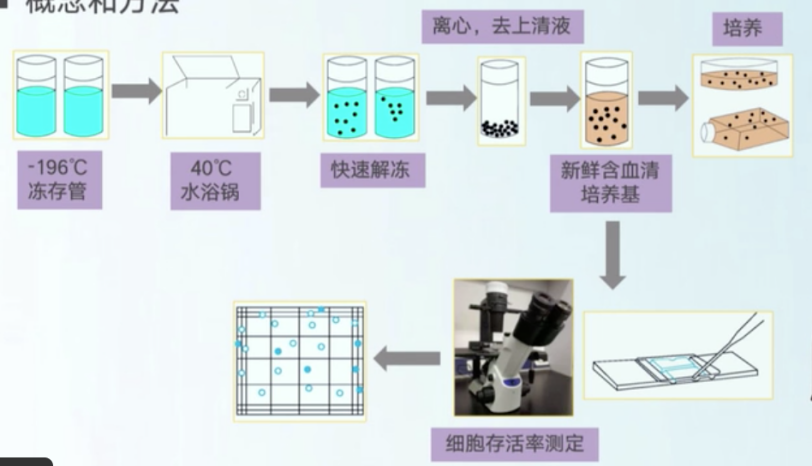 概念和方法
离心，去上清液
培养
-196℃
冻存管
40℃
水浴锅
快速解冻
新鲜含血清
培养基
细胞存活率测定